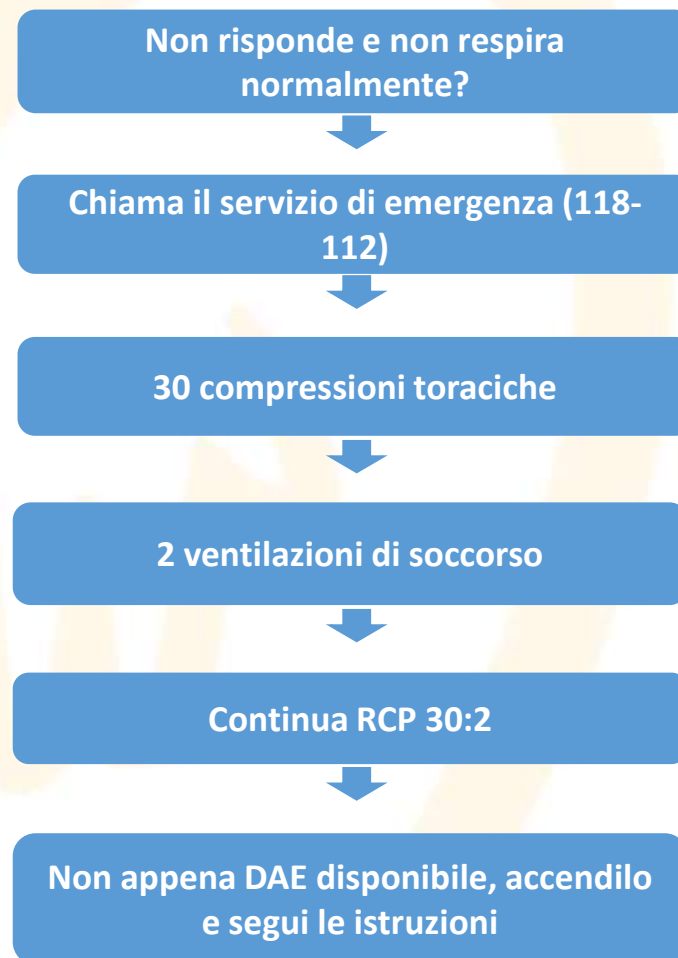 Non risponde e non respira
normalmente?
Chiama il servizio di emergenza (118-
112)
30 compressioni toraciche
2 ventilazioni di soccorso
Continua RCP 30:2
Non appena DAE disponibile, accendilo
e segui le istruzioni